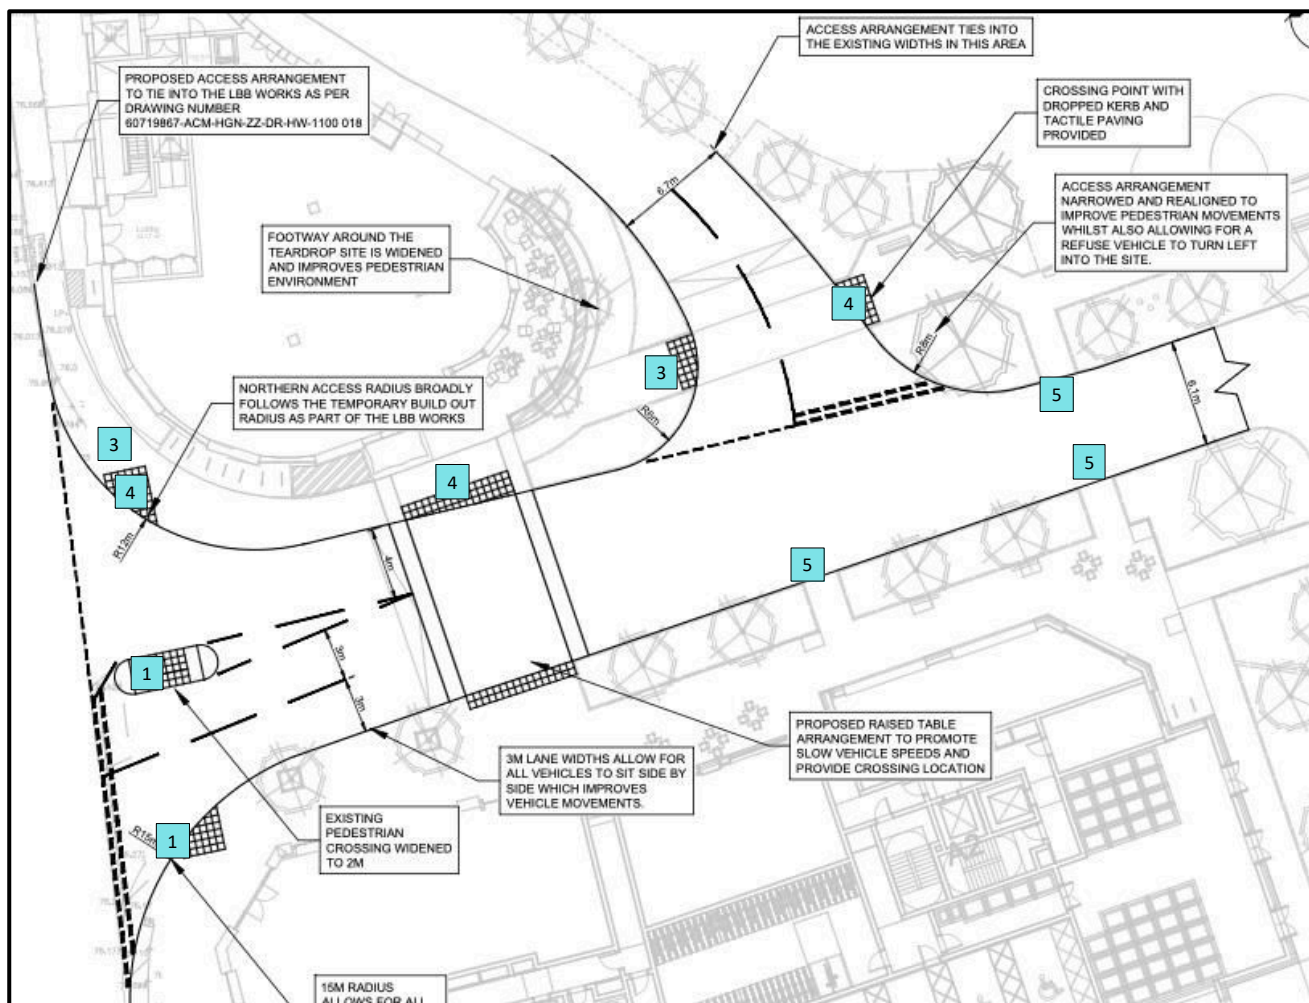 ACCESS ARRANGEMENT TIES INTO
THE EXISTING WIDTHS IN THIS AREA
PROPOSED ACCESS ARRANGEMENT
TO TIE INTO THE LBB WORKS AS PER
DRAWING NUMBER
60719867-ACM-HGN-ZZ-DR-HW-1100 018
CROSSING POINT WITH
DROPPED KERB AND
TACTILE PAVING
PROVIDED
6.7m
ACCESS ARRANGEMENT
NARROWED AND REALIGNED TO
IMPROVE PEDESTRIAN MOVEMENTS
WHILST ALSO ALLOWING FOR A
REFUSE VEHICLE TO TURN LEFT
INTO THE SITE.
FOOTWAY AROUND THE
TEARDROP SITE IS WIDENED
AND IMPROVES PEDESTRIAN
ENVIRONMENT
4
R8m
3
NORTHERN ACCESS RADIUS BROADLY
FOLLOWS THE TEMPORARY BUILD OUT
RADIUS AS PART OF THE LBB WORKS
5
6.1m
R6m
3
4
4
5
R12m
4m
5
1
3m
3m
PROPOSED RAISED TABLE
ARRANGEMENT TO PROMOTE
SLOW VEHICLE SPEEDS AND
PROVIDE CROSSING LOCATION
3M LANE WIDTHS ALLOW FOR
ALL VEHICLES TO SIT SIDE BY
SIDE WHICH IMPROVES
VEHICLE MOVEMENTS.
EXISTING
PEDESTRIAN
CROSSING WIDENED
TO 2M
R15m
1
A2
15M RADIUS
ALLOWS FOR ALL